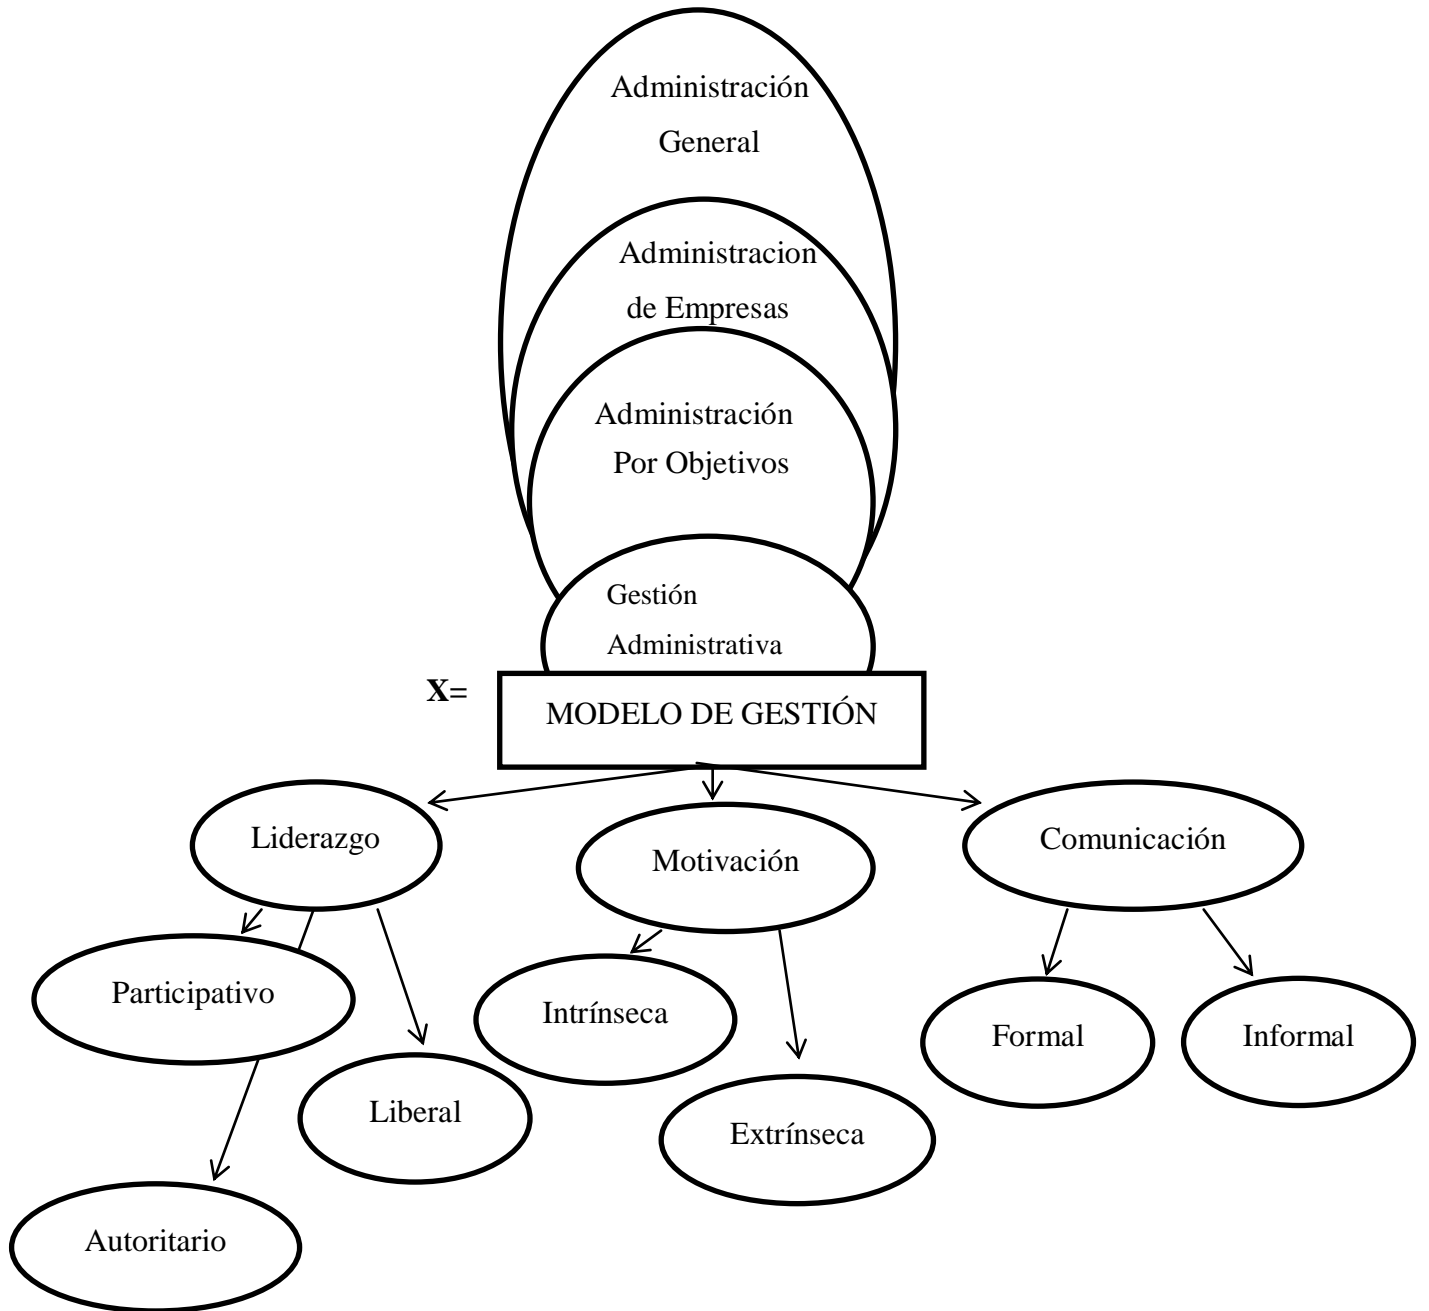 Administración
General
Administracion
de Empresas
Administración
Por Objetivos
Gestión
Administrativa
X=
MODELO DE GESTIÓN
Liderazgo
Motivación
Comunicación
Participativo
Intrínseca
Formal
Informal
Liberal
Extrínseca
Autoritario